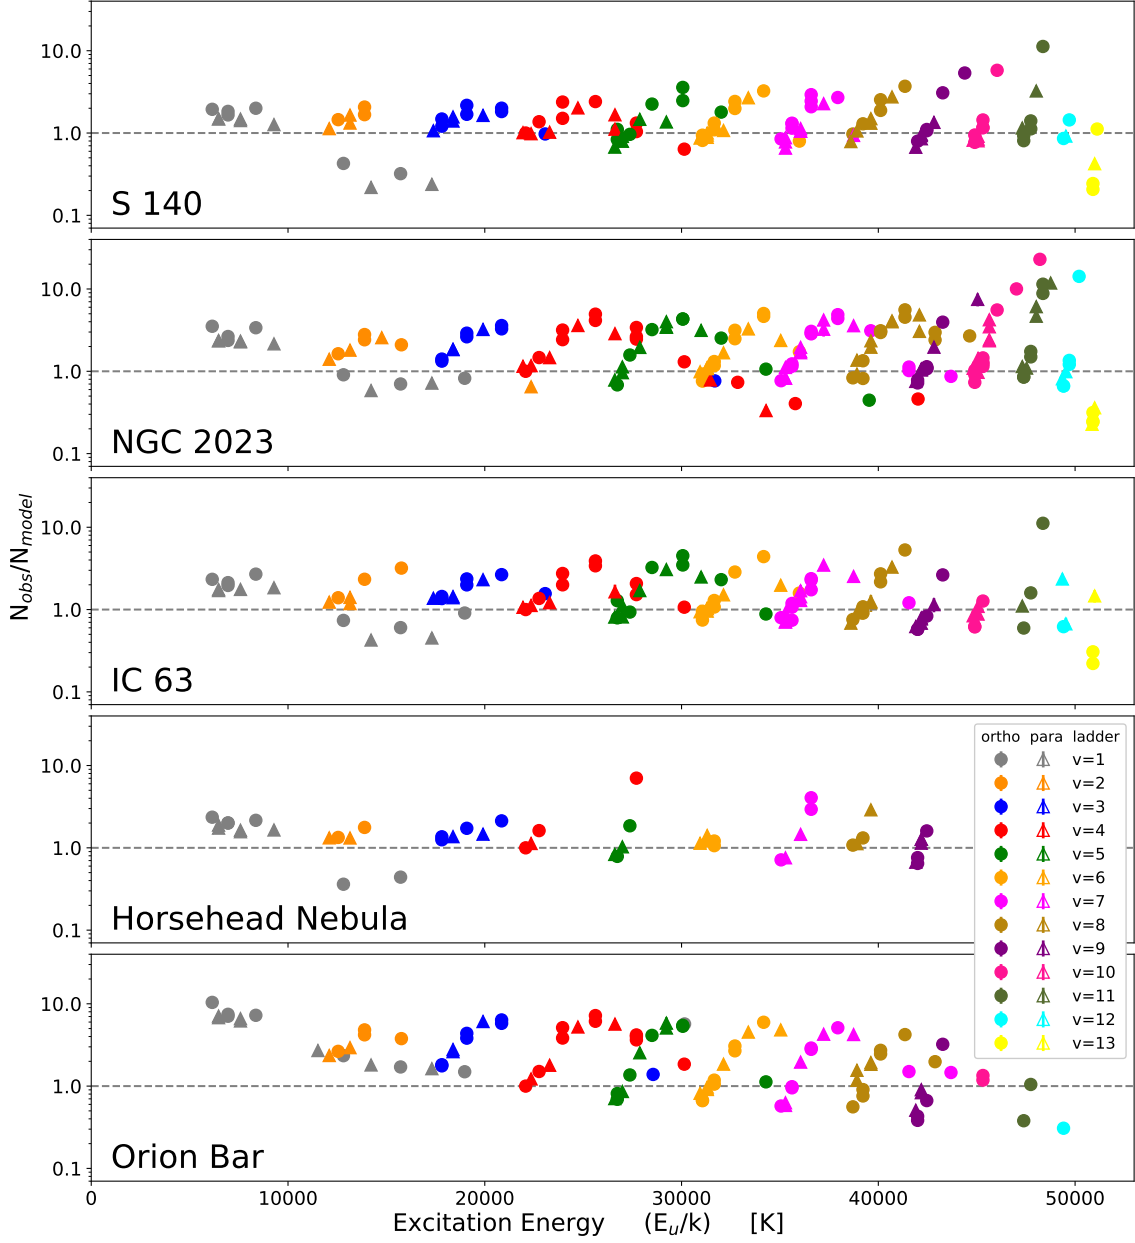 10.0
1.0
0.1
S 140
10.0
1.0
0.1
NGC 2023
N_obs/N_model
10.0
1.0
0.1
IC 63
10.0
1.0
0.1
Horsehead Nebula
ortho para ladder
v=1
v=2
v=3
v=4
v=5
v=6
v=7
v=8
v=9
v=10
v=11
v=12
v=13
10.0
1.0
0.1
Orion Bar
0 10000 20000 30000 40000 50000
Excitation Energy (E_u/k) [K]